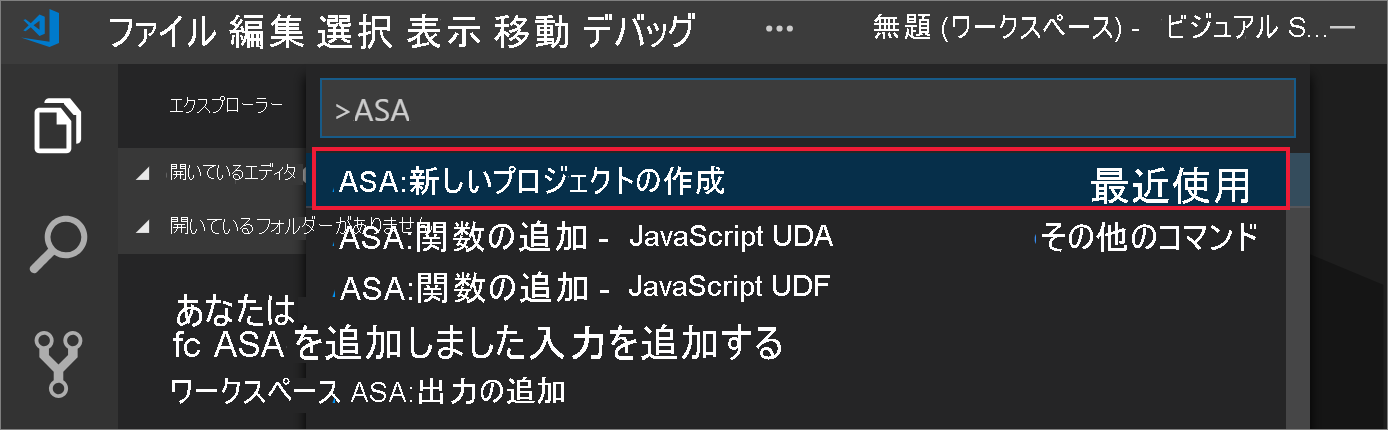 ファイル 編集 選択 表示 移動 デバッグ ··· 無題 (ワークスペース) - ビジュアル S...
エクスプローラー
>ASA
開いているエディタ
ASA:新しいプロジェクトの作成 最近使用
開いているフォルダーがありません
ASA:関数の追加 - JavaScript UDA その他のコマンド
ASA:関数の追加 - JavaScript UDF
あなたは
fc ASA を追加しました入力を追加する
ワークスペース ASA:出力の追加